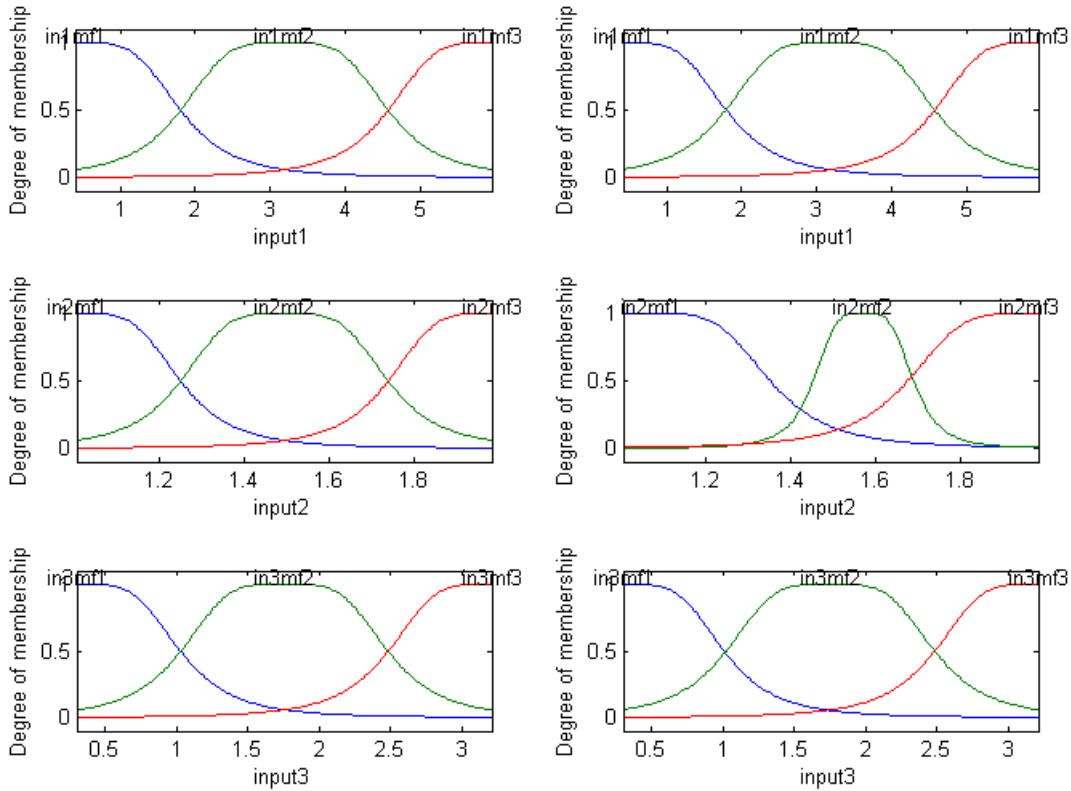 in1mf1 in1mf2 in1mf3
Degree of membership
1
0.5
0
1 2 3 4 5
input1
in1mf1 in1mf2 in1mf3
Degree of membership
1
0.5
0
1 2 3 4 5
input1
in2mf1 in2mf2 in2mf3
Degree of membership
1
0.5
0
1.2 1.4 1.6 1.8
input2
in2mf1 in2mf2 in2mf3
Degree of membership
1
0.5
0
1.2 1.4 1.6 1.8
input2
in3mf1 in3mf2 in3mf3
Degree of membership
1
0.5
0
0.5 1 1.5 2 2.5 3
input3
in3mf1 in3mf2 in3mf3
Degree of membership
1
0.5
0
0.5 1 1.5 2 2.5 3
input3